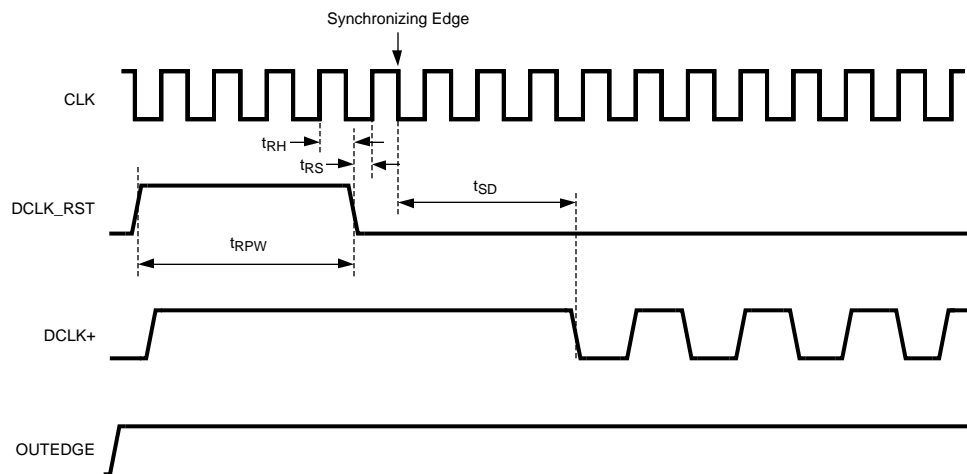 Synchronizing Edge
CLK
tRH
tRS
DCLK_RST
tSD
tRPW
DCLK+
OUTEDGE